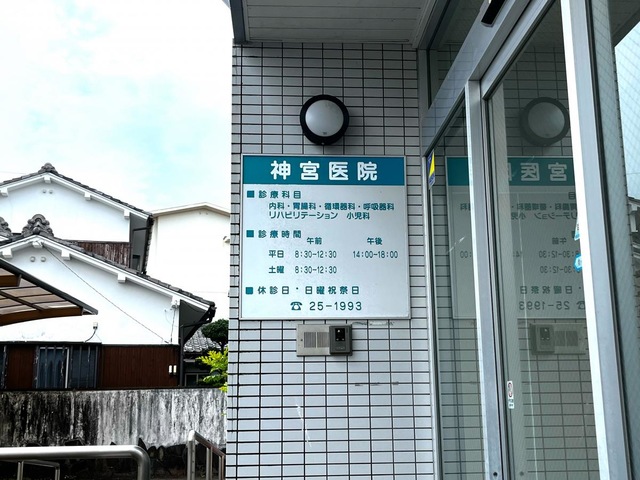 神宮医院
■診療科目
内科・胃腸科・循環器科・呼吸器科
リハビリテーション 小児科
■診療時間
午前 午後
平日 8:30-12:30 14:00-18:00
土曜 8:30-12:30
■休診日・日曜祝祭日
☎ 25-1993